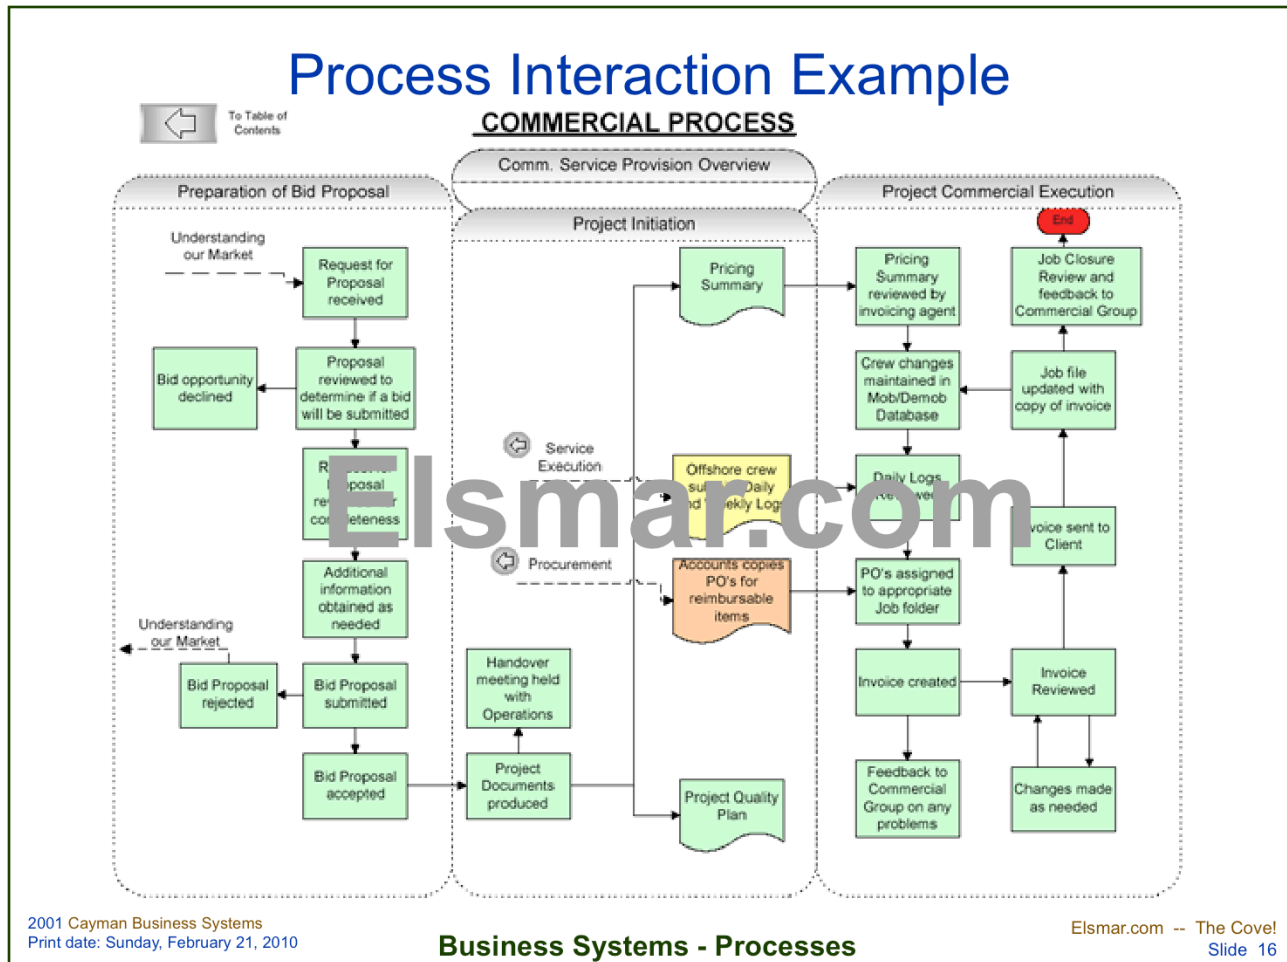 Process Interaction Example
To Table of
Contents
COMMERCIAL PROCESS
Comm. Service Provision Overview
Preparation of Bid Proposal
Project Initiation
Project Commercial Execution
Understanding
our Market
Request for
Proposal
received
Bid opportunity
declined
Proposal
reviewed to
determine if a bid
will be submitted
Additional
information
obtained as
needed
Understanding
our Market
Bid Proposal
rejected
Bid Proposal
submitted
Bid Proposal
accepted
Handover
meeting held
with
Operations
Project
Documents
produced
Pricing
Summary
Service
Execution
Offshore crew
Daily
Procurement
Accounts copies
PO's for
reimbursable
items
Project Quality
Plan
Pricing
Summary
reviewed by
invoicing agent
Crew changes
maintained in
Mob/Demob
Database
Daily Logs
PO's assigned
to appropriate
Job folder
Invoice created
Feedback to
Commercial
Group on any
problems
End
Job Closure
Review and
feedback to
Commercial Group
Job file
updated with
copy of invoice
sent to
Client
Invoice
Reviewed
Changes made
as needed
Elsmar.com
2001 Cayman Business Systems
Print date: Sunday, February 21, 2010
Business Systems - Processes
Elsmar.com -- The Cove!
Slide 16